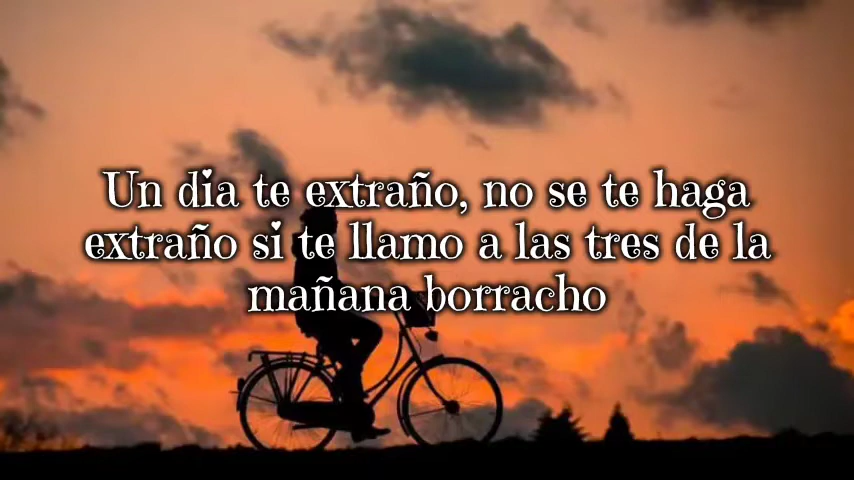 Un dia te extraño, no se te haga
extraño si te llamo a las tres de la
mañana borracho